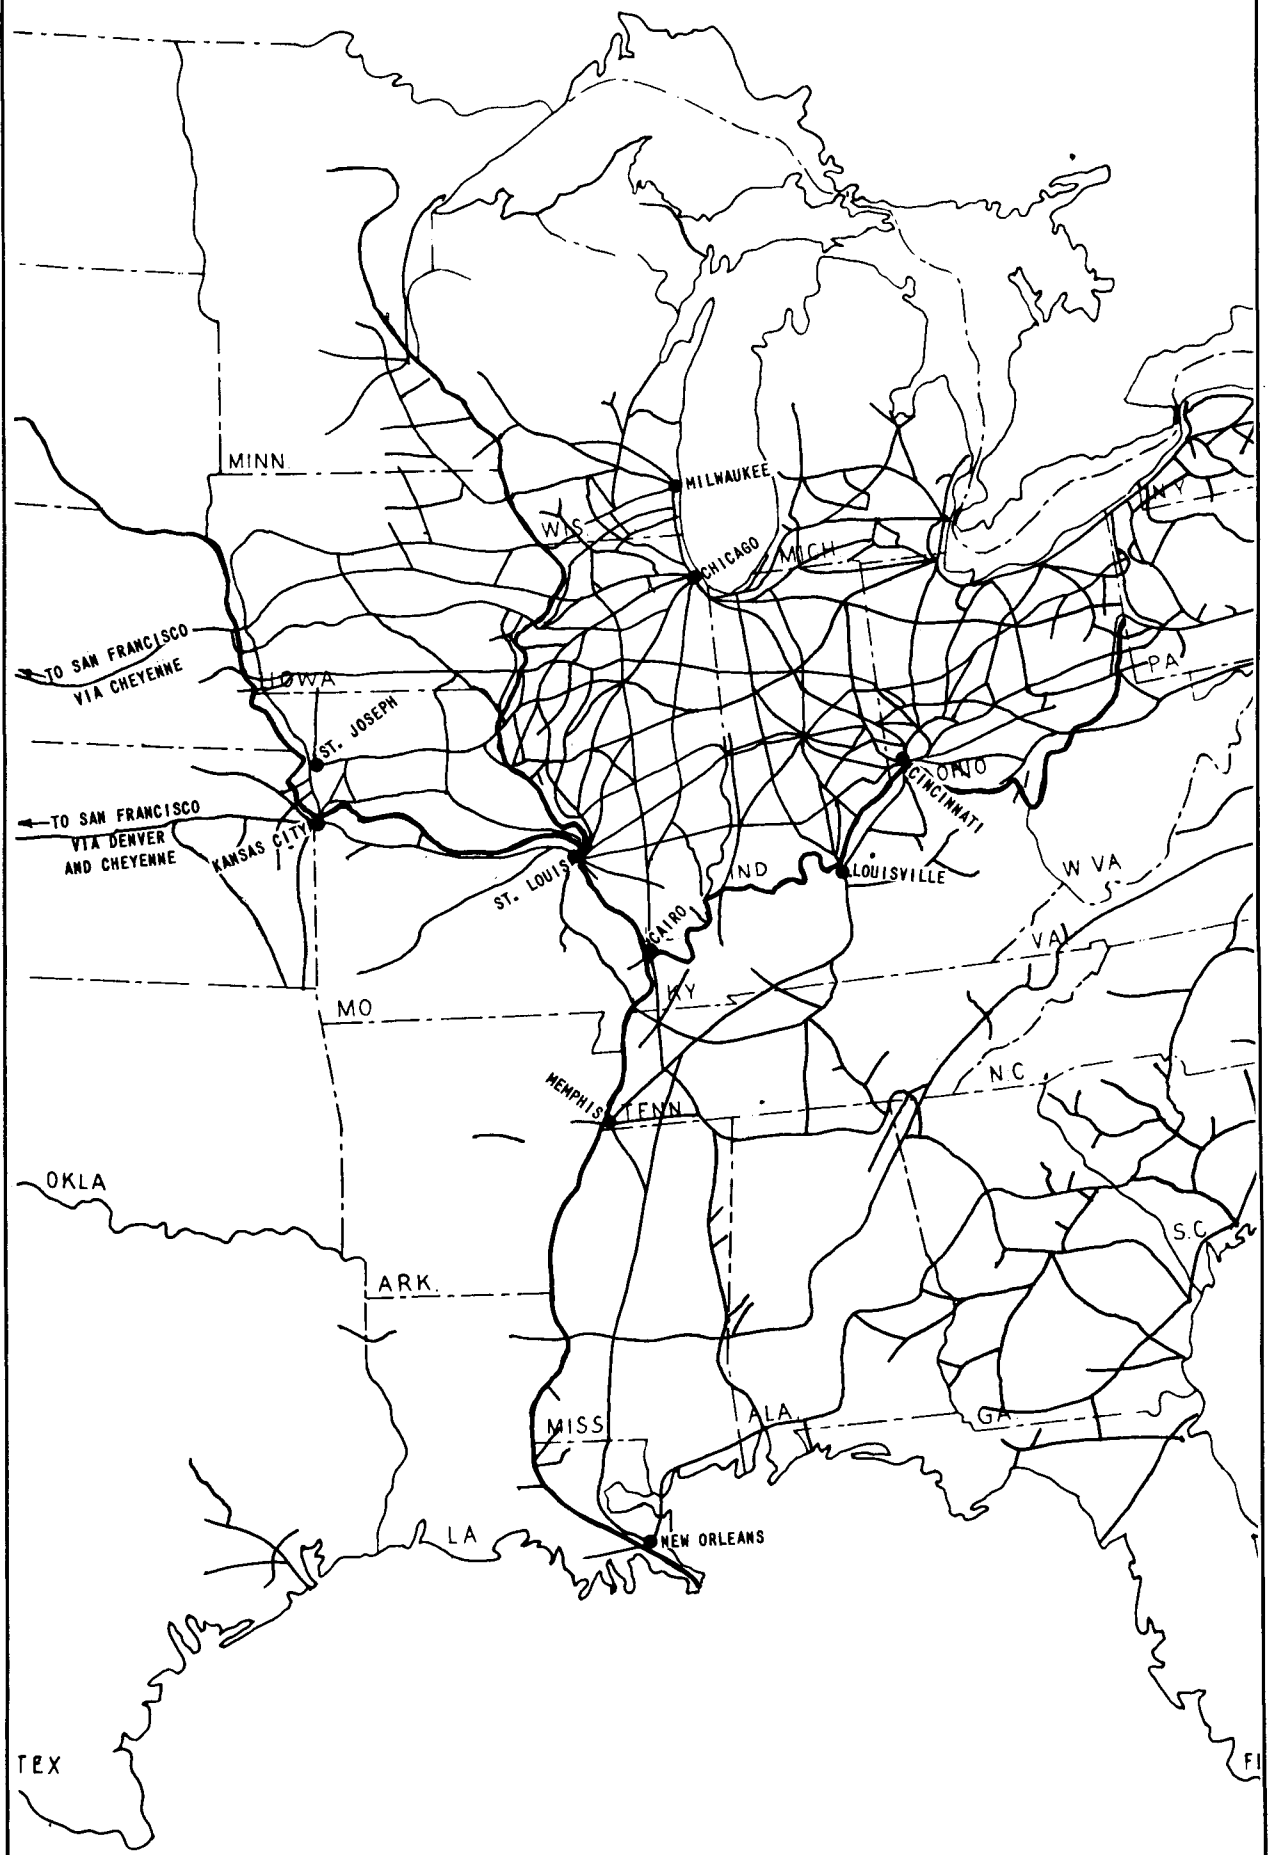 MINN.
MILWAUKEE
N Y
WIS.
CHICAGO
MICH
TO SAN FRANCISCO
VIA CHEYENNE
IOWA
PA
ST. JOSEPH
OHIO
CINCINNATI
TO SAN FRANCISCO
VIA DENVER
AND CHEYENNE
KANSAS CITY
ST. LOUIS
IND
LOUISVILLE
W VA
CAIRO
VA
KY
MO
N C
MEMPHIS
TENN
OKLA
S.C.
ARK.
MISS
ALA.
GA
LA
NEW ORLEANS
TEX
Fl